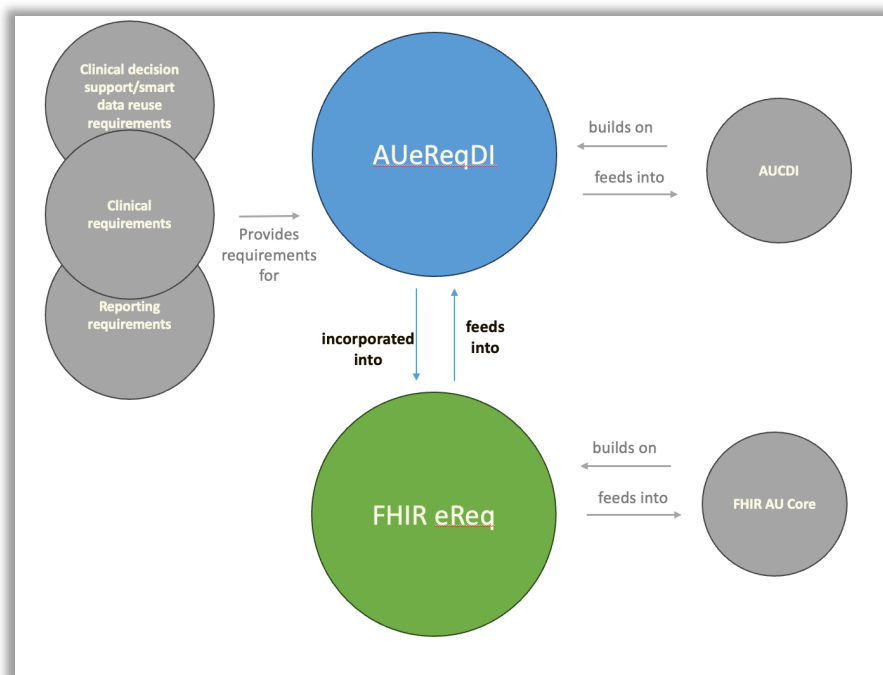 Clinical decision
support/smart
data reuse
requirements
Clinical
requirements
Reporting
requirements
Provides
requirements
for
AUeReqDI
builds on
feeds into
AUCDI
incorporated
into
feeds
into
FHIR eReq
builds on
feeds into
FHIR AU Core